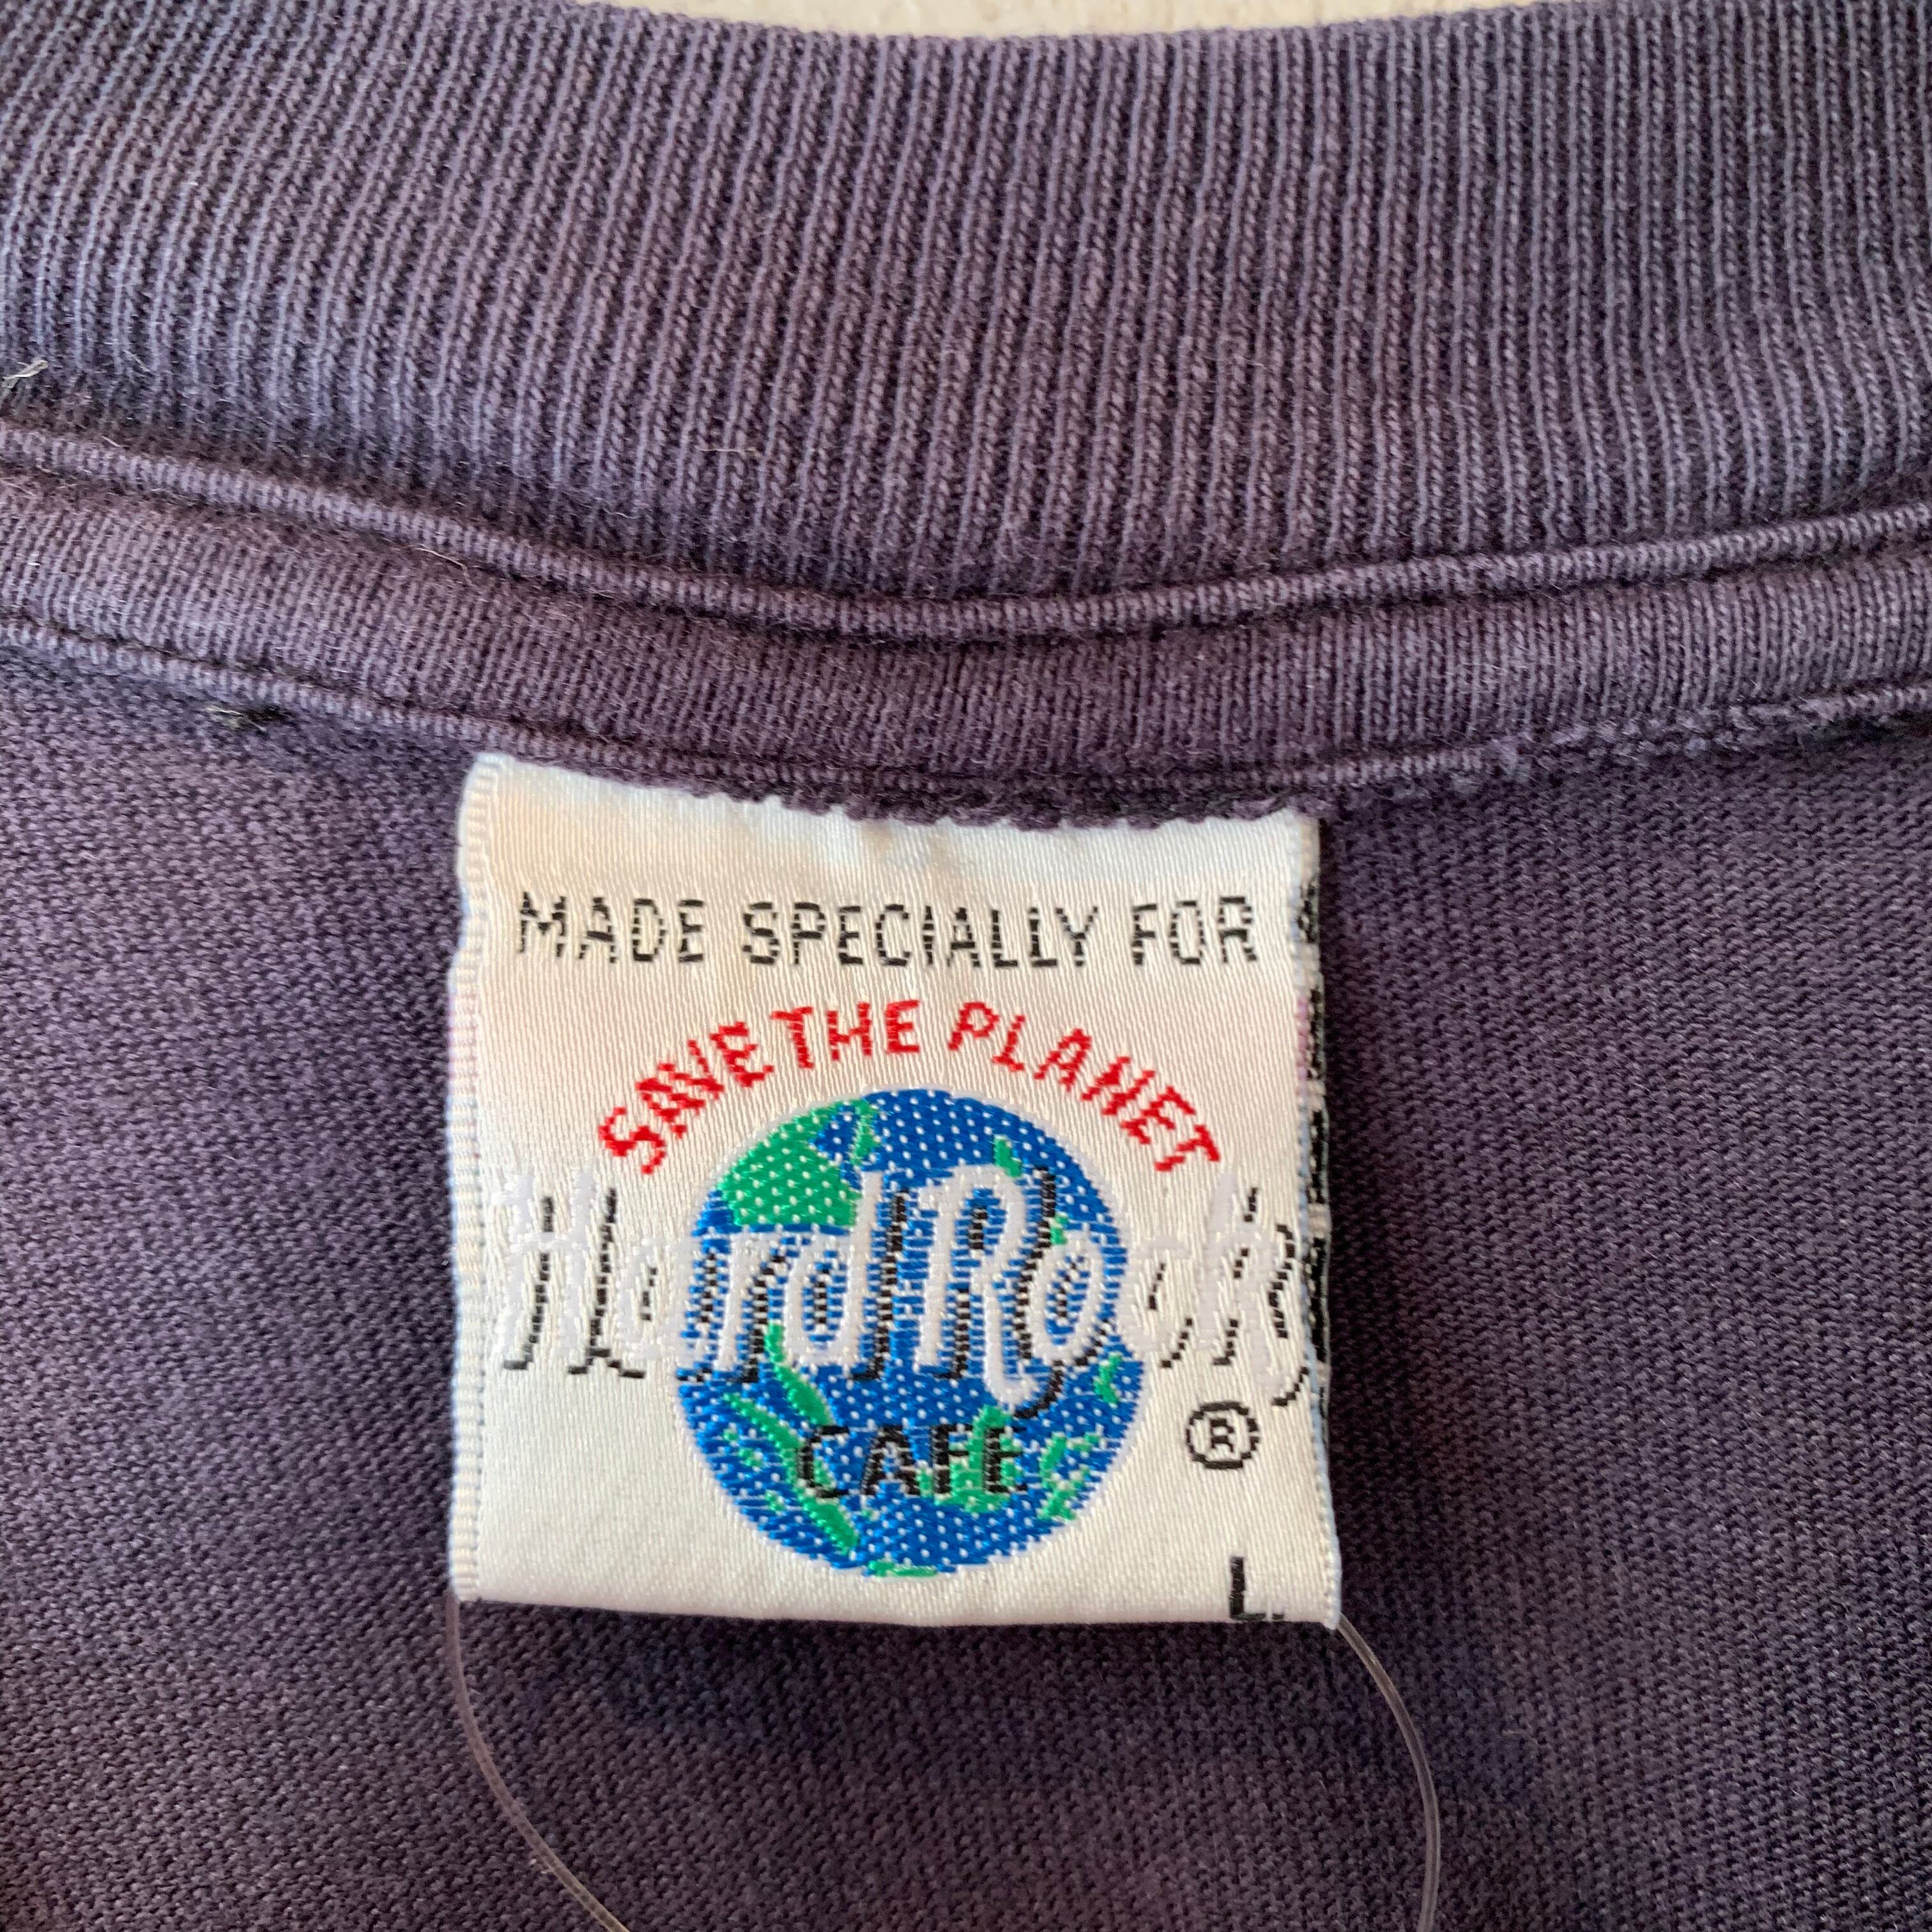 MADE SPECIALLY FOR
SAVE THE PLANET
Hard Rock
CAFE
®
L.